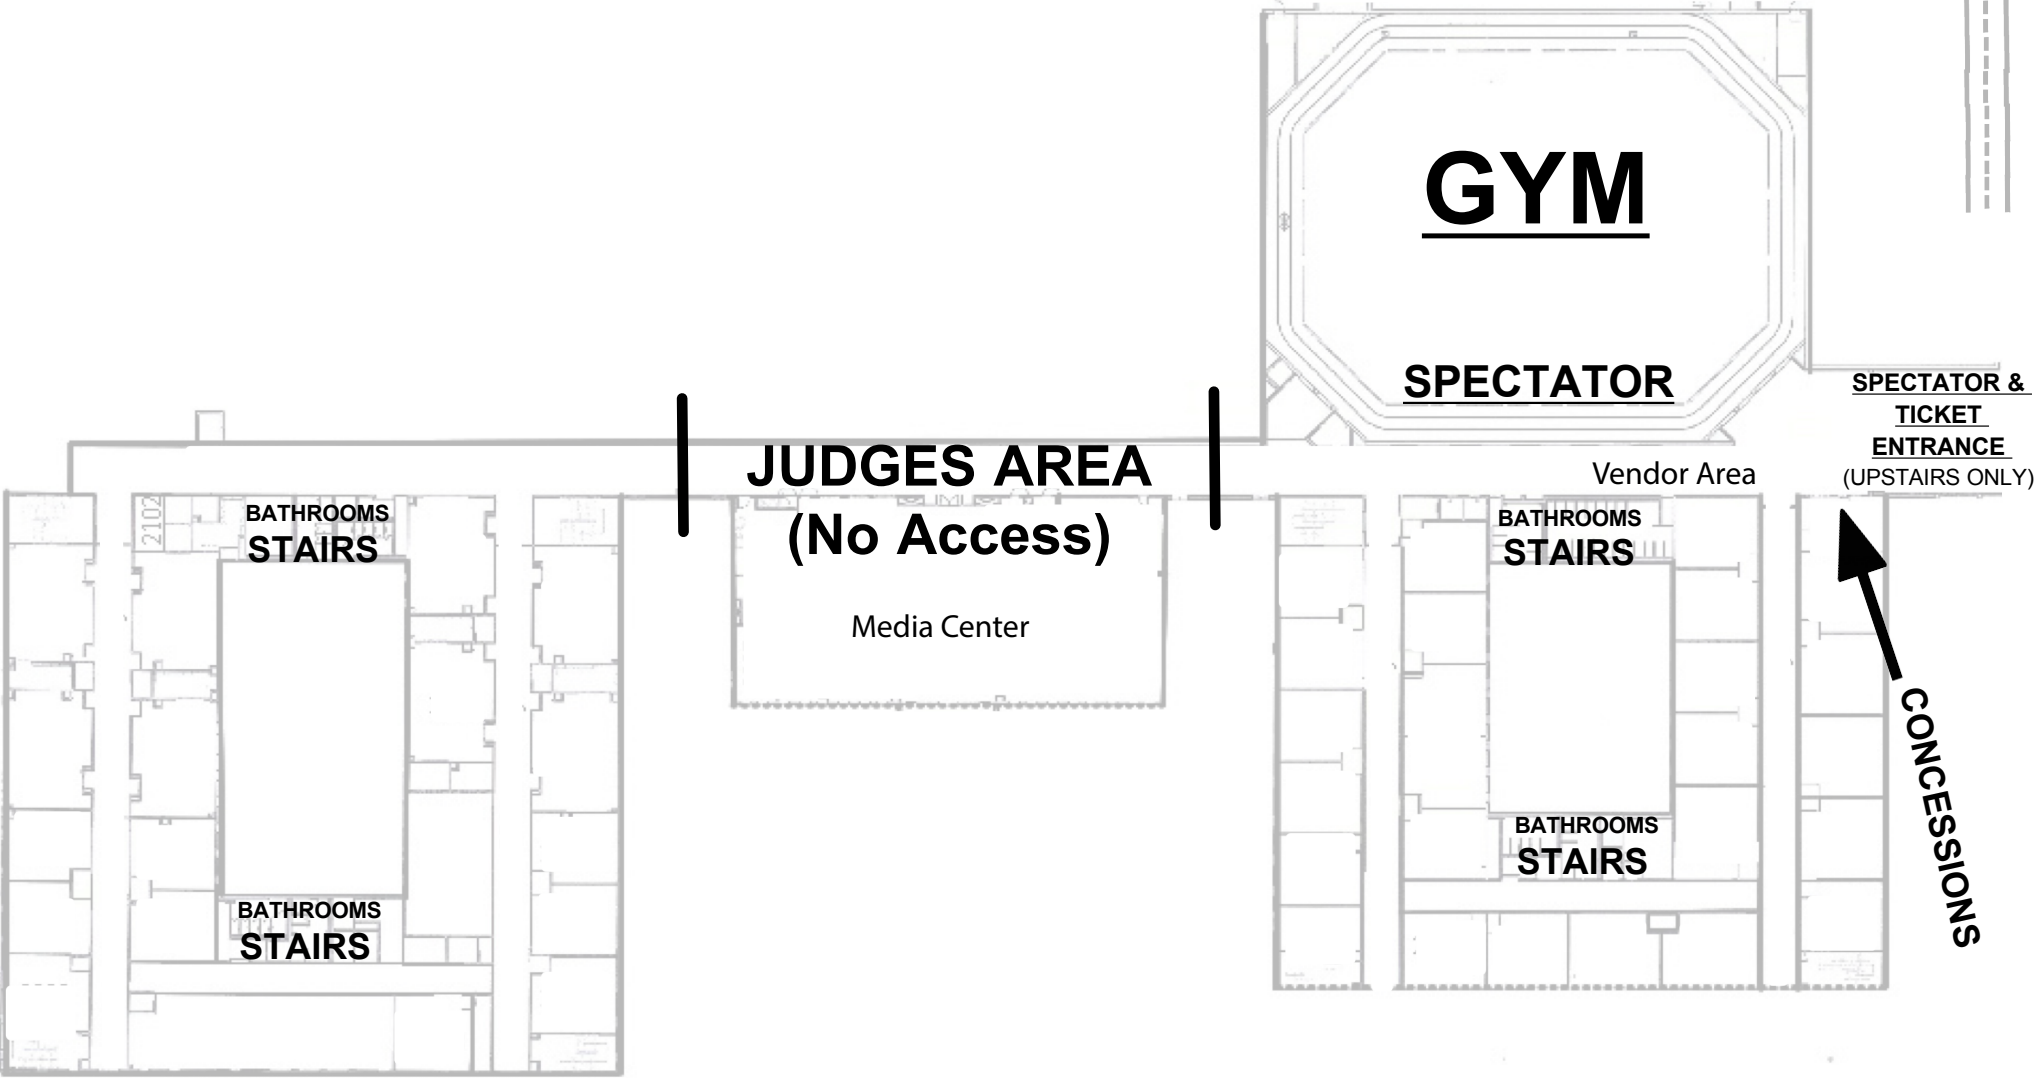 GYM
SPECTATOR
SPECTATOR &
TICKET
ENTRANCE
(UPSTAIRS ONLY)
JUDGES AREA
(No Access)
Vendor Area
2102
BATHROOMS
STAIRS
BATHROOMS
STAIRS
Media Center
CONCESSIONS
BATHROOMS
STAIRS
BATHROOMS
STAIRS